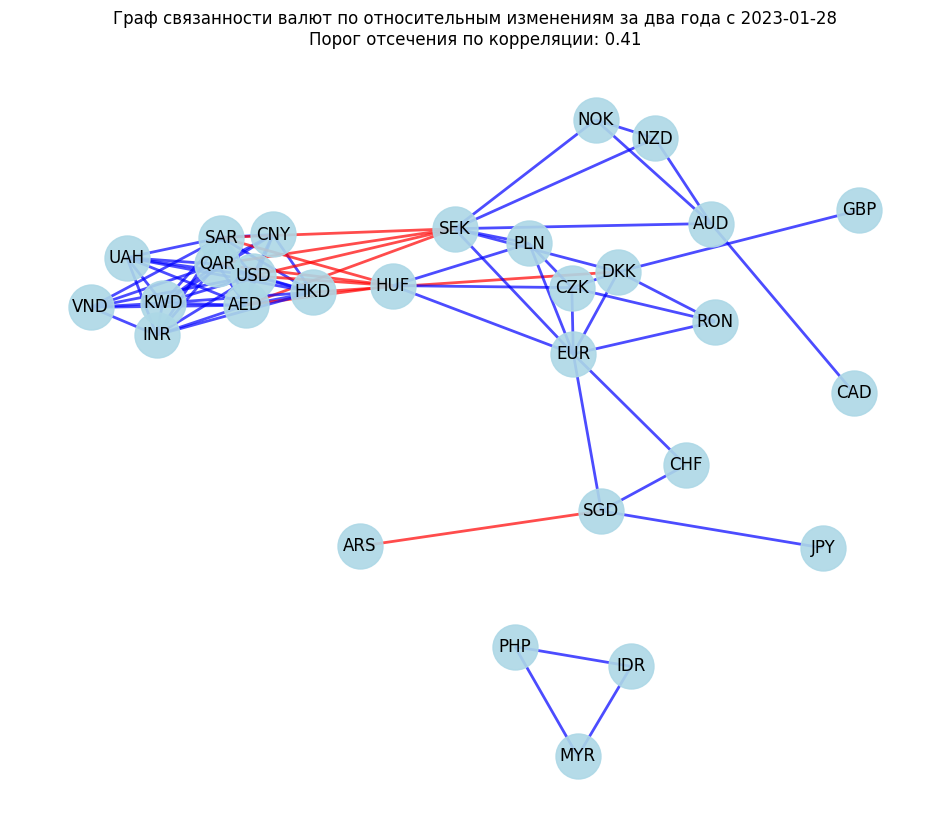 Граф связанности валют по относительным изменениям за два года с 2023-01-28
Порог отсечения по корреляции: 0.41
NOK
NZD
GBP
AUD
SEK
CNY
SAR
PLN
UAH
QAR
DKK
USD
HUF
CZK
HKD
KWD
AED
VND
RON
INR
EUR
CAD
CHF
SGD
ARS
JPY
PHP
IDR
MYR